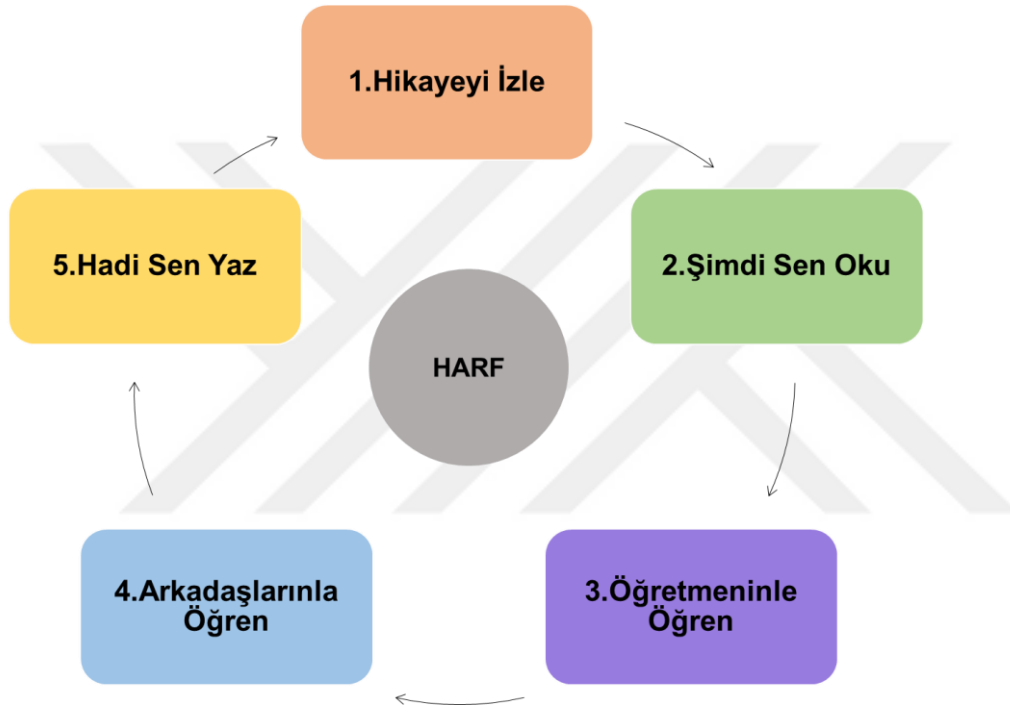 1.Hikayeyi İzle
2.Şimdi Sen Oku
3.Öğretmeninle
Öğren
4.Arkadaşlarınla
Öğren
5.Hadi Sen Yaz
HARF